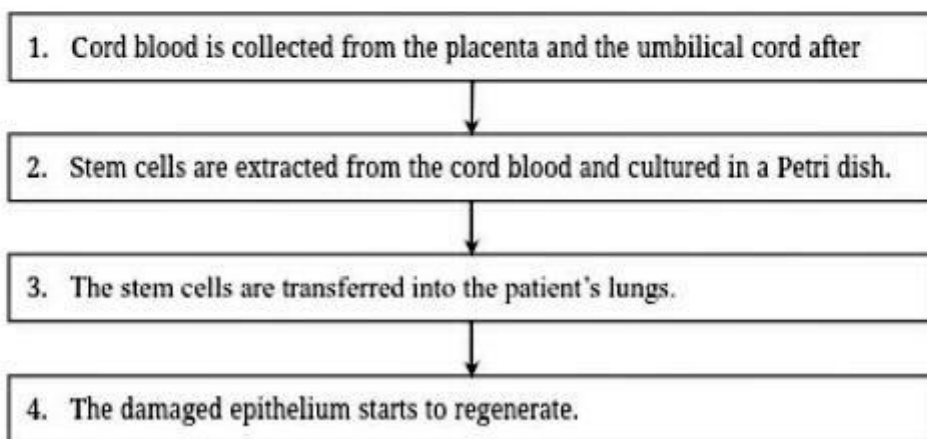 1. Cord blood is collected from the placenta and the umbilical cord after
2. Stem cells are extracted from the cord blood and cultured in a Petri dish.
3. The stem cells are transferred into the patient's lungs.
4. The damaged epithelium starts to regenerate.